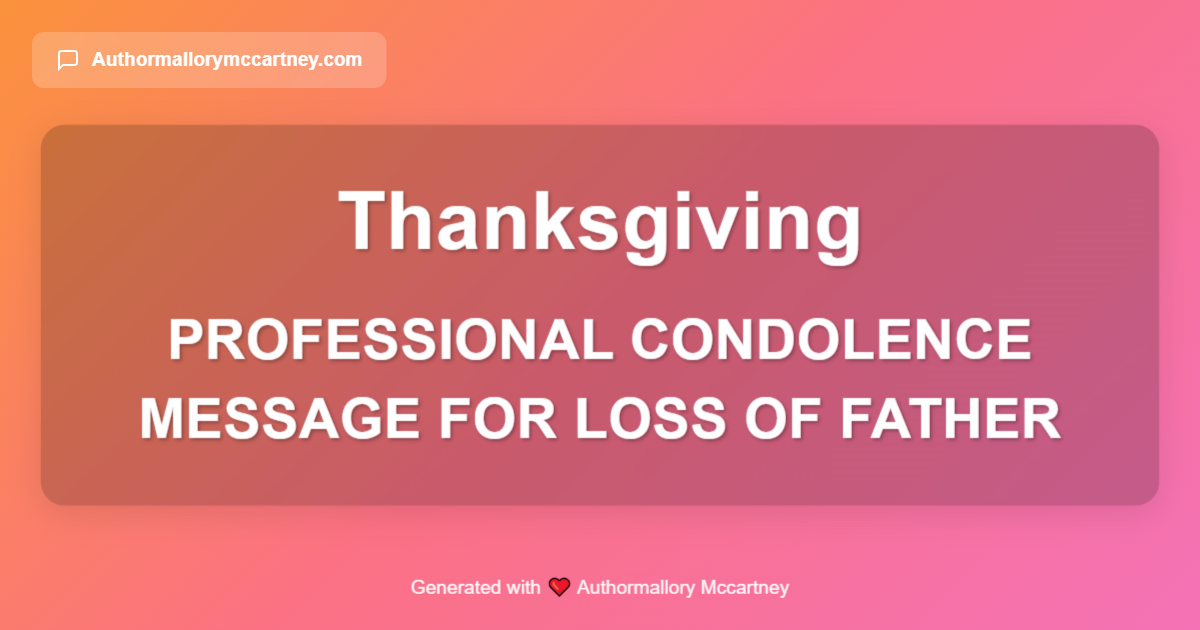 Authormallorymccartney.com
Thanksgiving
PROFESSIONAL CONDOLENCE
MESSAGE FOR LOSS OF FATHER
Generated with ❤️ Authormallory Mccartney